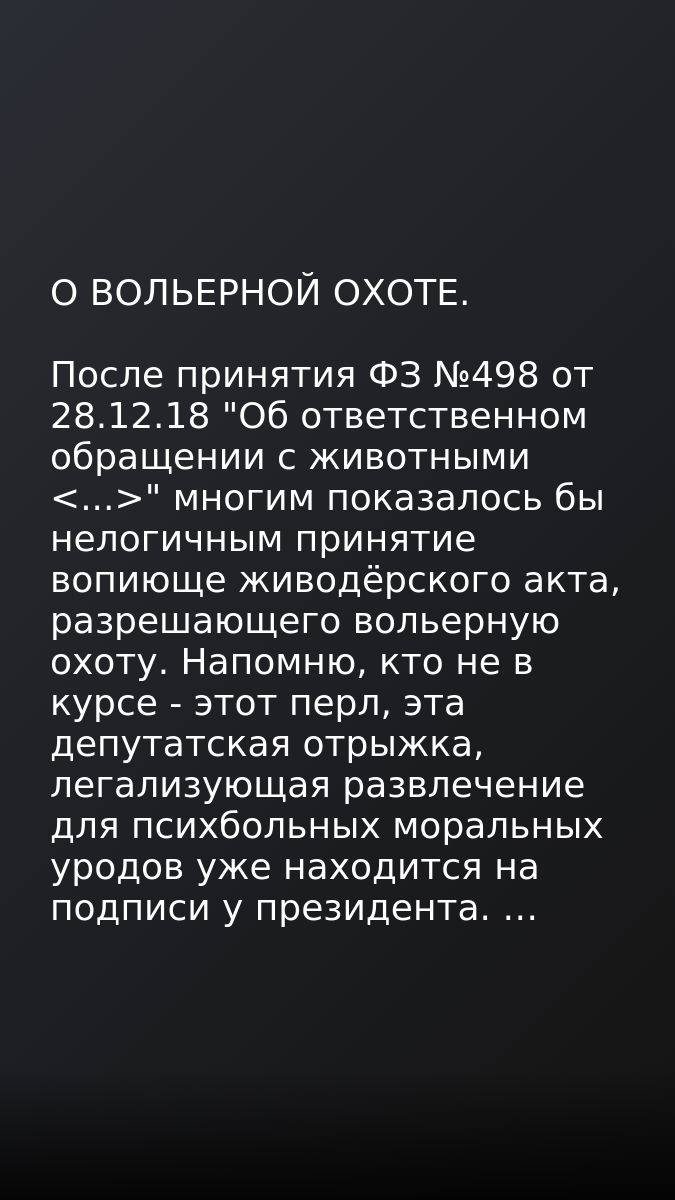 О ВОЛЬЕРНОЙ ОХОТЕ.
После принятия ФЗ №498 от
28.12.18 "Об ответственном
обращении с животными
<...>" многим показалось бы
нелогичным принятие
вопиюще живодёрского акта,
разрешающего вольерную
охоту. Напомню, кто не в
курсе - этот перл, эта
депутатская отрыжка,
легализующая развлечение
для психбольных моральных
уродов уже находится на
подписи у президента. ...